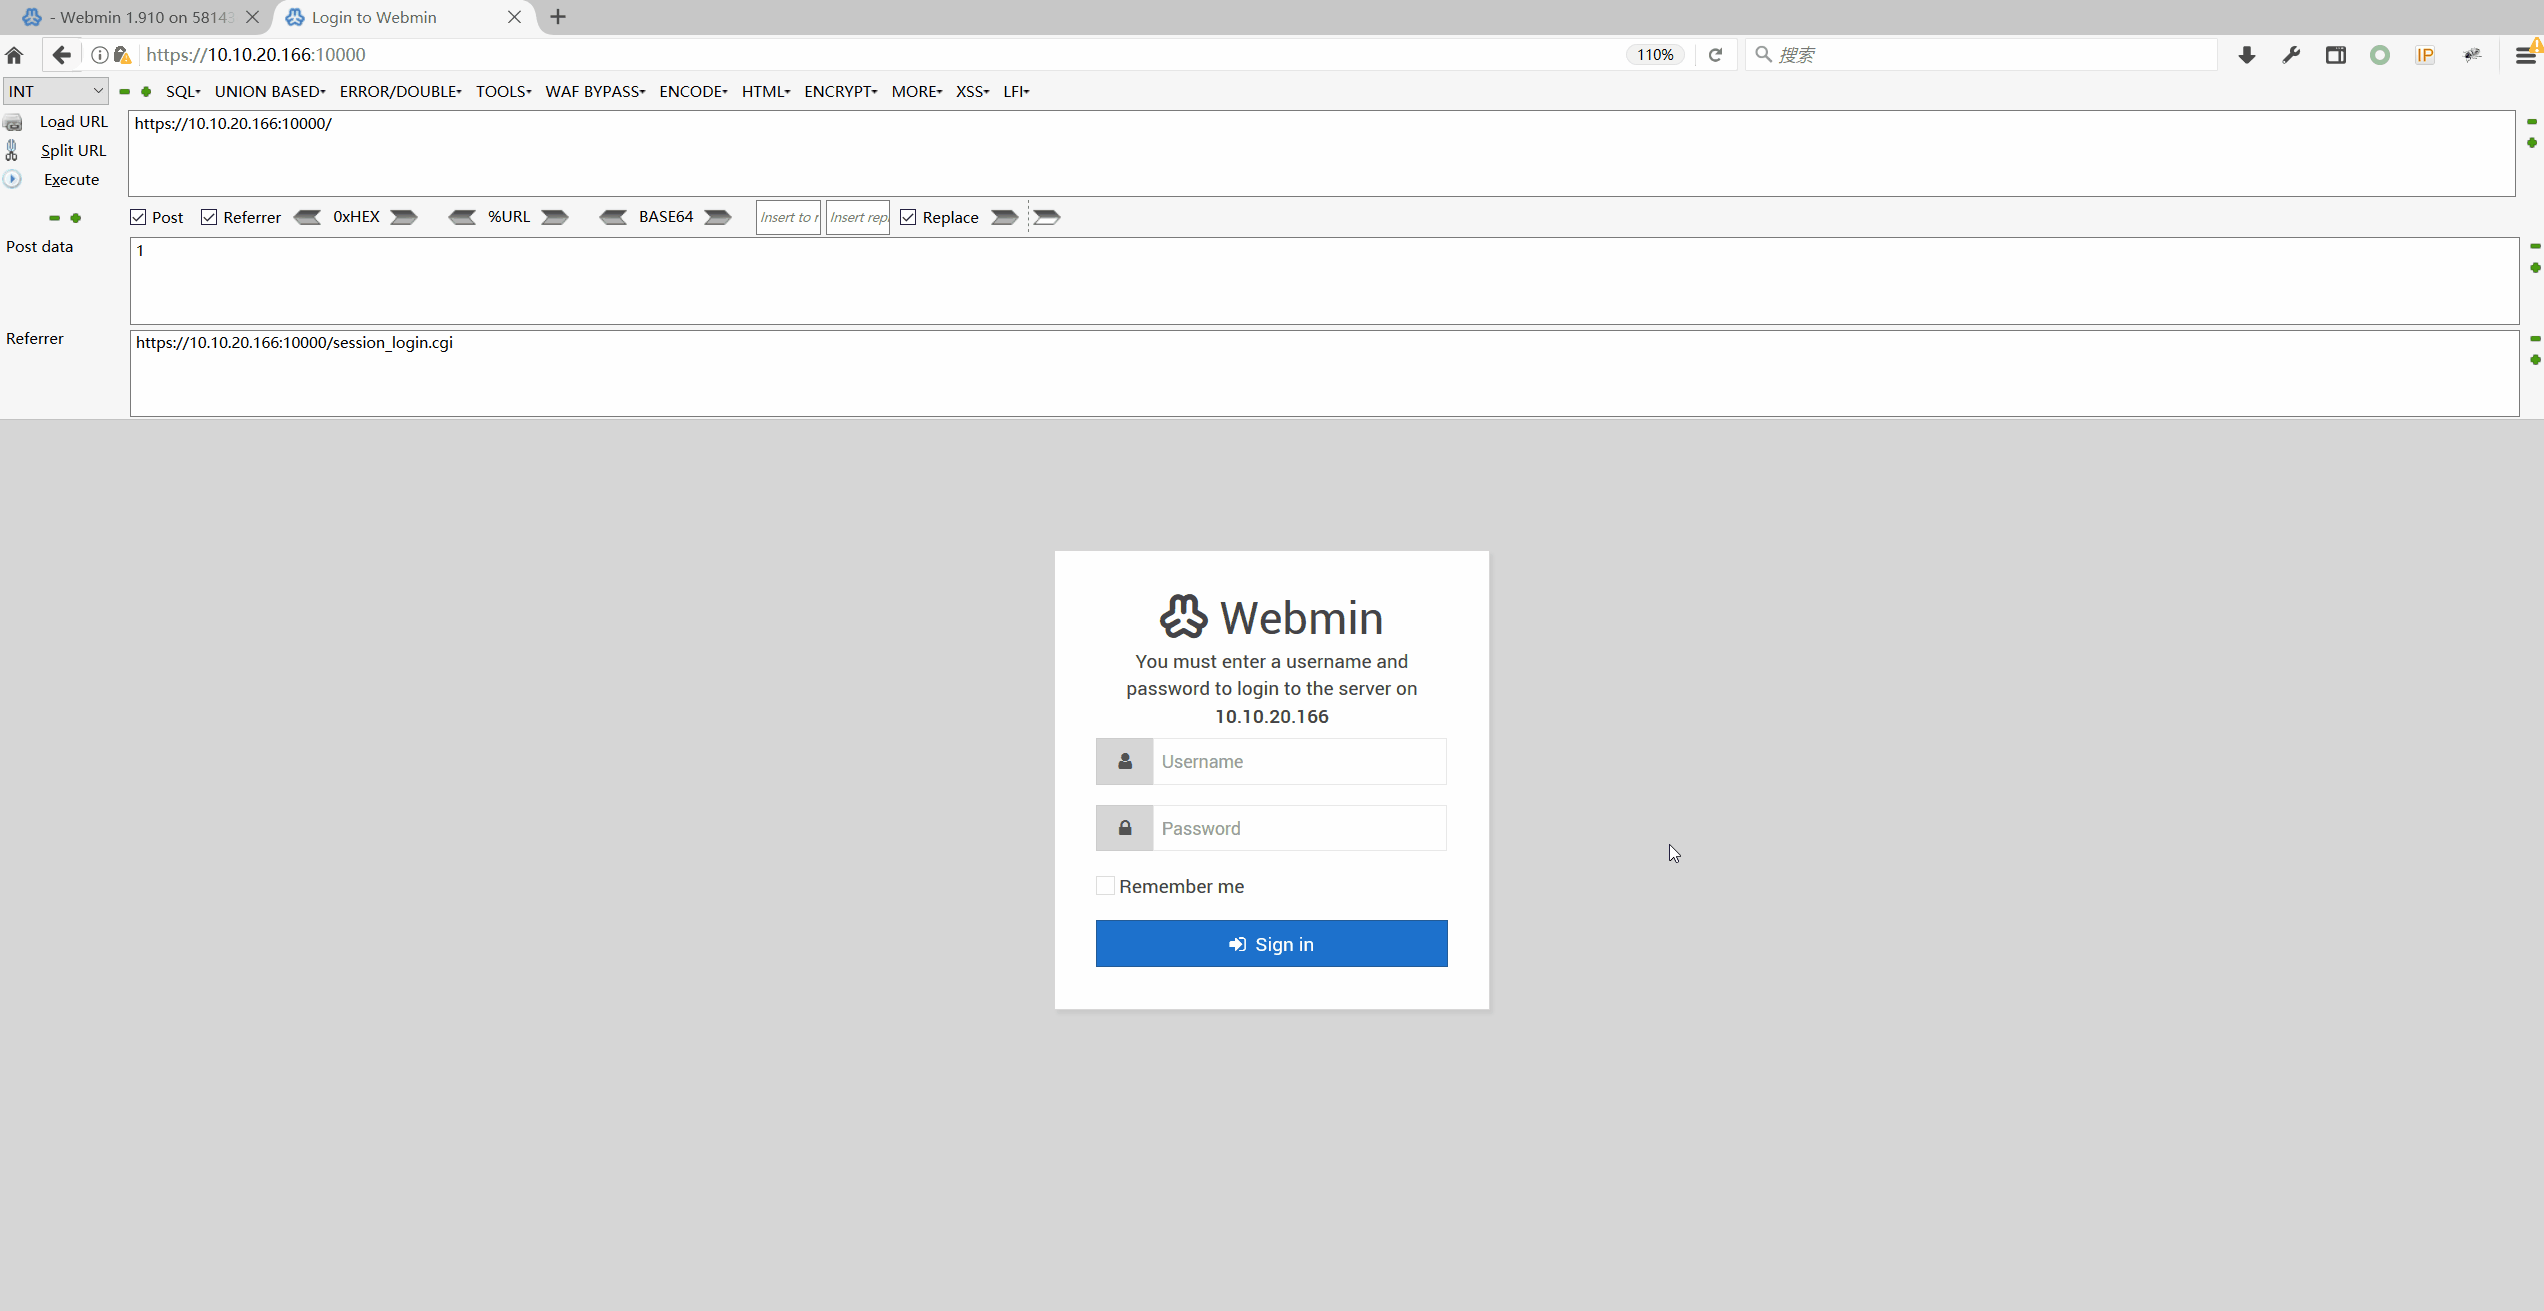 - Webmin 1.910 on 58143
Login to Webmin
https://10.10.20.166:10000
110%
搜索
IP
INT
SQL
UNION BASED
ERROR/DOUBLE
TOOLS
WAF BYPASS
ENCODE
HTML
ENCRYPT
MORE
XSS
LFI
Load URL
https://10.10.20.166:10000/
Split URL
Execute
Post
Referrer
0xHEX
%URL
BASE64
Insert to r
Insert repl
Replace
Post data
1
Referrer
https://10.10.20.166:10000/session_login.cgi
Webmin
You must enter a username and
password to login to the server on
10.10.20.166
Username
Password
Remember me
Sign in